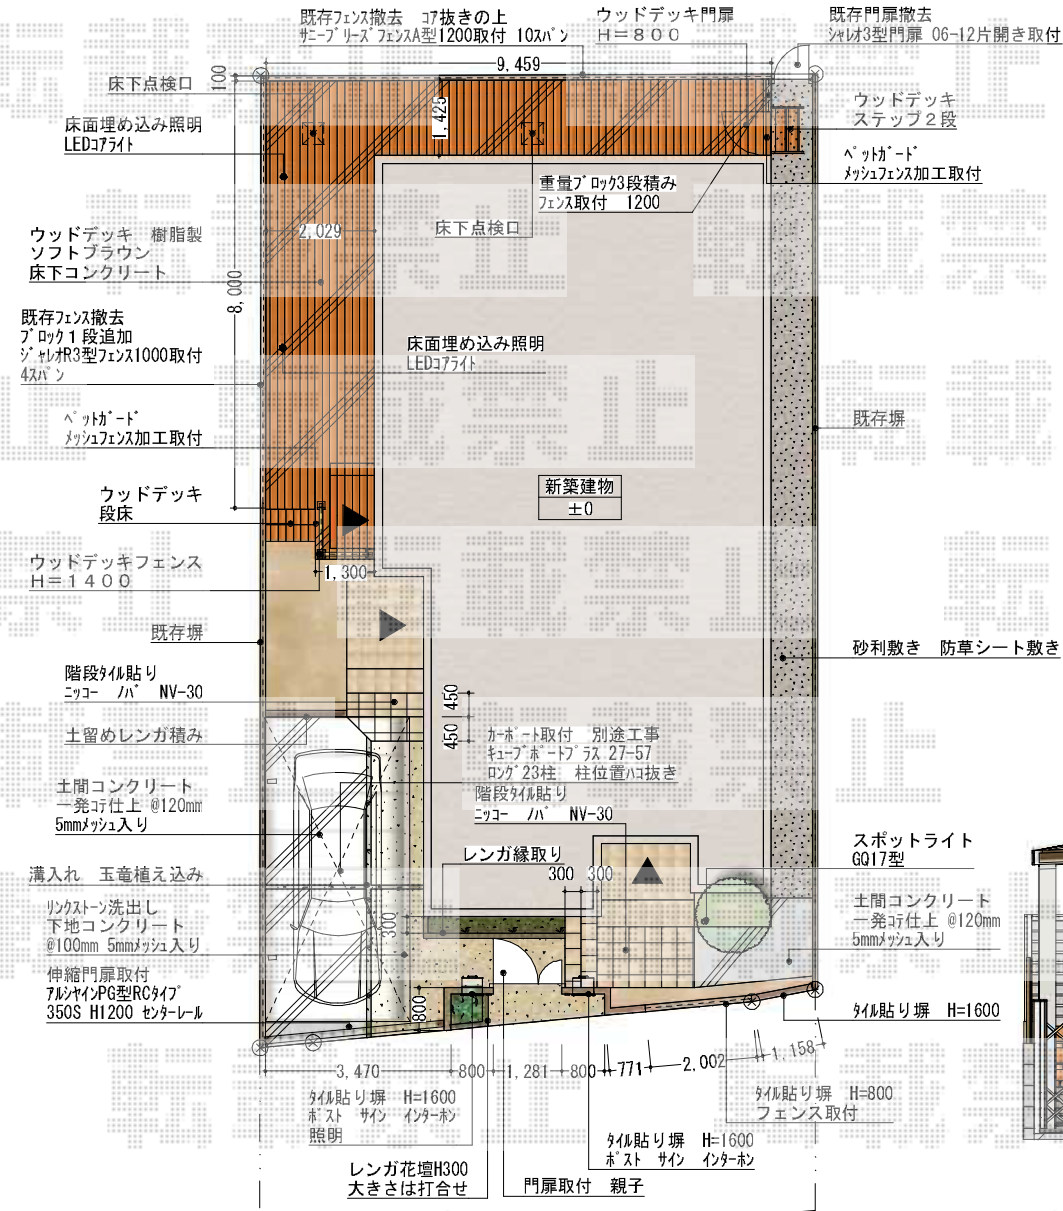 既存フェンス撤去 コア抜きの上
サニーブリーズフェンスA型1200取付 10スパン
ウッドデッキ門扉
H=800
既存門扉撤去
シャレオ3型門扉 06-12片開き取付
9,459
100
床下点検口
1,425
ウッドデッキ
ステップ2段
床面埋め込み照明
LEDコアライト
ペットガード
メッシュフェンス加工取付
重量ブロック3段積み
フェンス取付 1200
2,029
床下点検口
ウッドデッキ 樹脂製
ソフトブラウン
床下コンクリート
8,000
既存フェンス撤去
ブロック1段追加
シャレオR3型フェンス1000取付
4スパン
床面埋め込み照明
LEDコアライト
ペットガード
メッシュフェンス加工取付
既存塀
新築建物
±0
ウッドデッキ
段床
ウッドデッキフェンス
H=1400
1,300
既存塀
砂利敷き 防草シート敷き
階段タイル貼り
ニッコー ノバ NV-30
450
450
土留めレンガ積み
カーポート取付 別途工事
キューブポートプラス 27-57
ロング23柱 柱位置ハコ抜き
土間コンクリート
一発コテ仕上 @120mm
5mmメッシュ入り
階段タイル貼り
ニッコー ノバ NV-30
レンガ縁取り
300 300
スポットライト
GQ17型
溝入れ 玉竜植え込み
リンクストーン洗出し
下地コンクリート
@100mm 5mmメッシュ入り
300
土間コンクリート
一発コテ仕上 @120mm
5mmメッシュ入り
伸縮門扉取付
アルシャインPG型RCタイプ
350S H1200 センターレール
800
タイル貼り塀 H=1600
3,470
800
1,281
800
771
2,002
1,158
タイル貼り塀 H=1600
ポスト サイン インターホン
照明
タイル貼り塀 H=800
フェンス取付
タイル貼り塀 H=1600
ポスト サイン インターホン
レンガ花壇H300
大きさは打合せ
門扉取付 親子
転載禁止